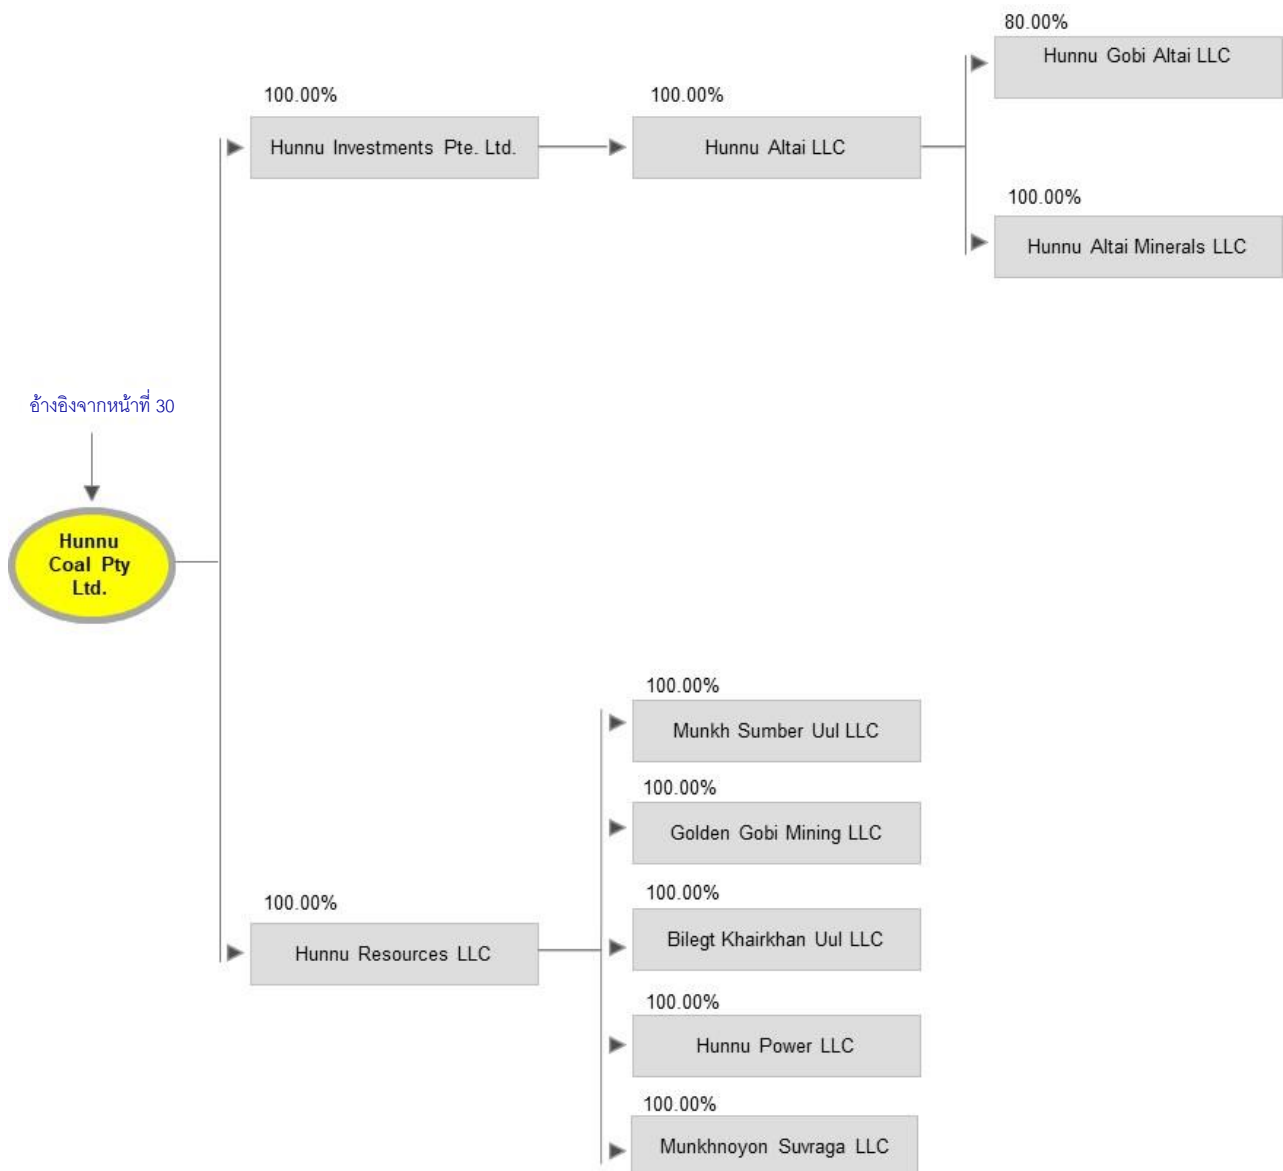 80.00%
Hunnu Gobi Altai LLC
100.00%
Hunnu Investments Pte. Ltd.
100.00%
Hunnu Altai LLC
100.00%
Hunnu Altai Minerals LLC
อ้างอิงจากหน้าที่ 30
Hunnu
Coal Pty
Ltd.
100.00%
Munkh Sumber Uul LLC
100.00%
Golden Gobi Mining LLC
100.00%
Hunnu Resources LLC
100.00%
Bilegt Khairkhan Uul LLC
100.00%
Hunnu Power LLC
100.00%
Munkhnoyon Suvraga LLC